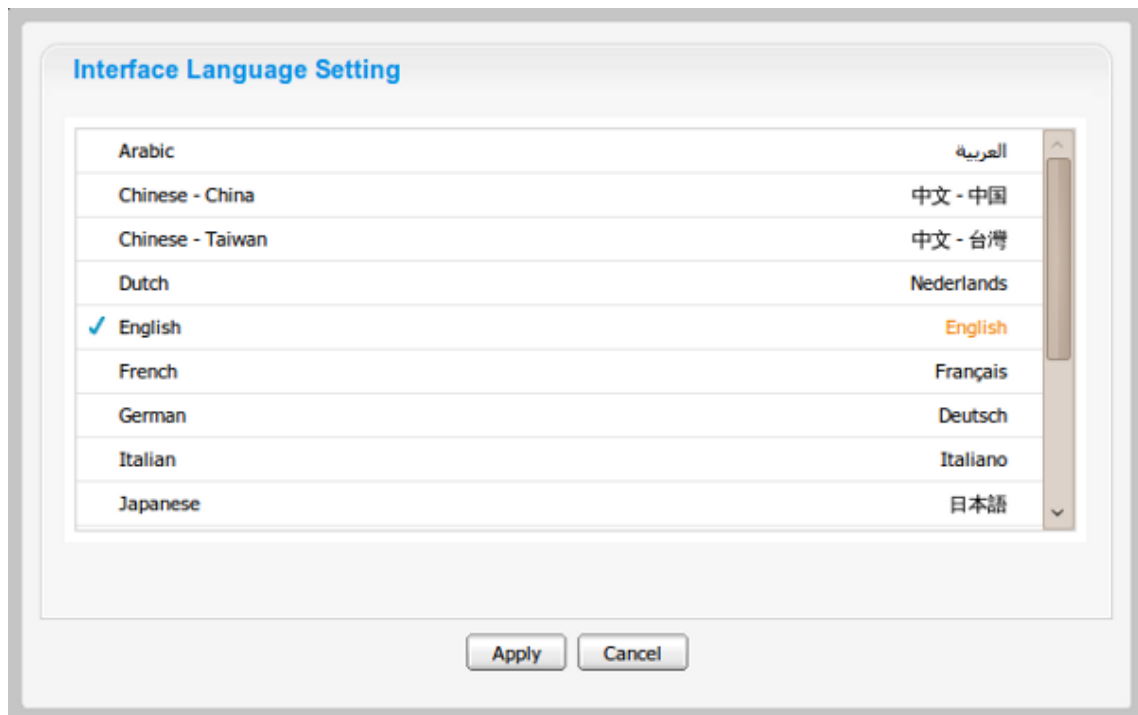 Interface Language Setting
Arabic العربية
Chinese - China 中文 - 中国
Chinese - Taiwan 中文 - 台灣
Dutch Nederlands
English English
French Français
German Deutsch
Italian Italiano
Japanese 日本語
Apply Cancel